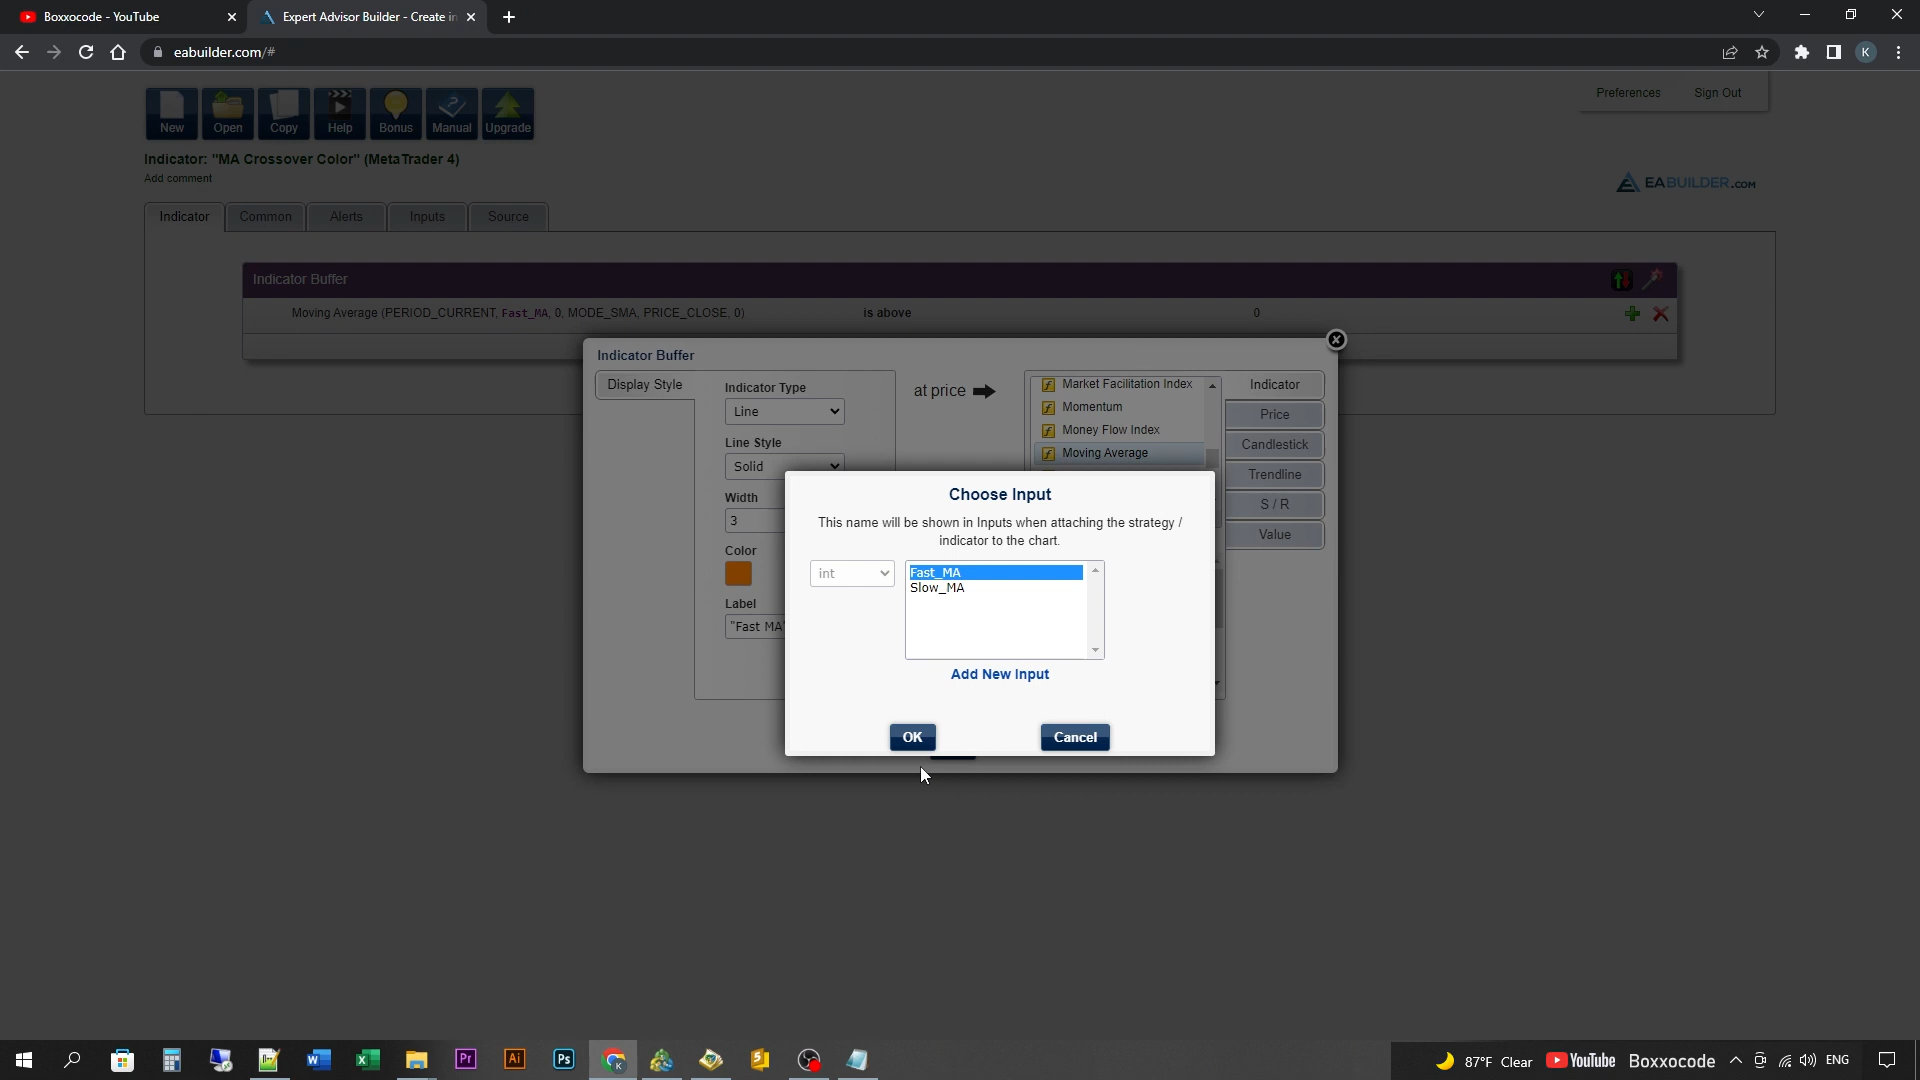 Boxxocode - YouTube
Expert Advisor Builder - Create in
eabuilder.com/#
K
New
Open
Copy
Help
Bonus
Manual
Upgrade
Preferences
Sign Out
Indicator: "MA Crossover Color" (MetaTrader 4)
Add comment
EABUILDER.COM
Indicator
Common
Alerts
Inputs
Source
Indicator Buffer
Moving Average (PERIOD_CURRENT, Fast_MA, 0, MODE_SMA, PRICE_CLOSE, 0)
is above
0
Indicator Buffer
Display Style
Indicator Type
Line
Line Style
Solid
Width
3
Color
Label
"Fast MA"
at price
Market Facilitation Index
Momentum
Money Flow Index
Moving Average
Indicator
Price
Candlestick
Trendline
S / R
Value
Choose Input
This name will be shown in Inputs when attaching the strategy /
indicator to the chart.
int
Fast_MA
Slow_MA
Add New Input
OK
Cancel
Pr
Ai
Ps
K
5
87°F Clear
YouTube
Boxxocode
ENG